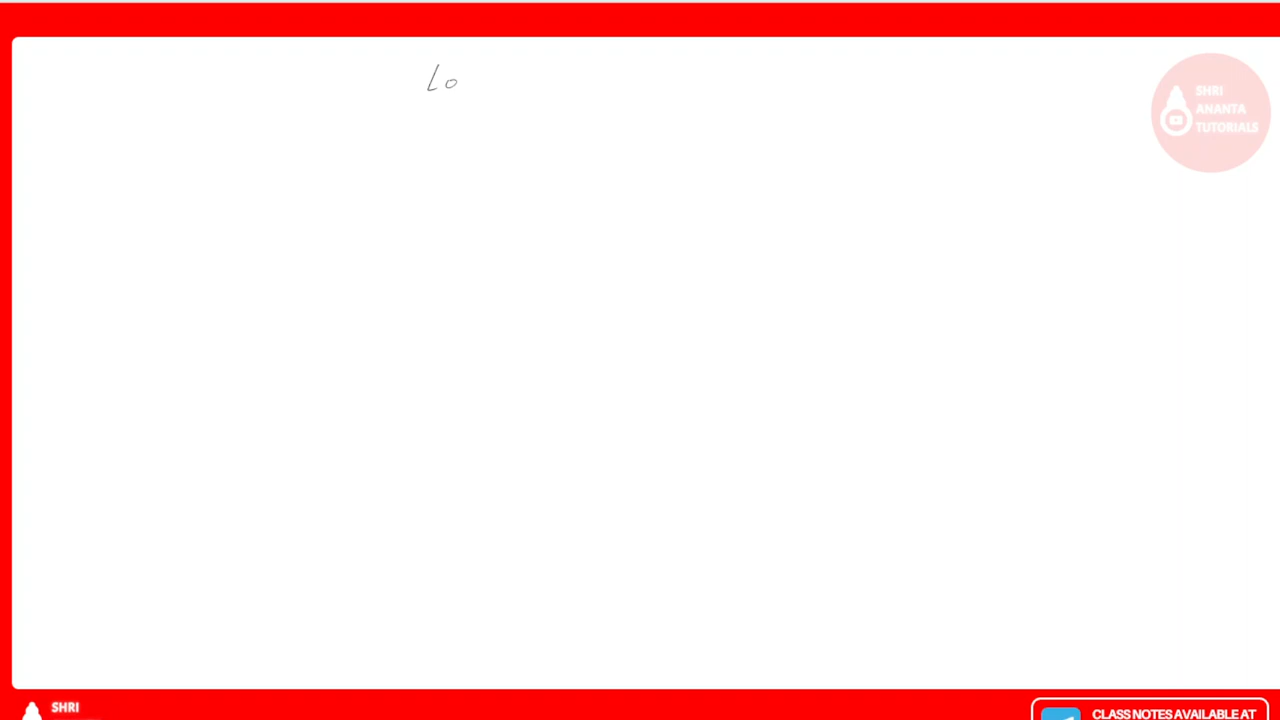 Lo
SHRI
ANANTA
TUTORIALS
SHRI
CLASS NOTES AVAILABLE AT